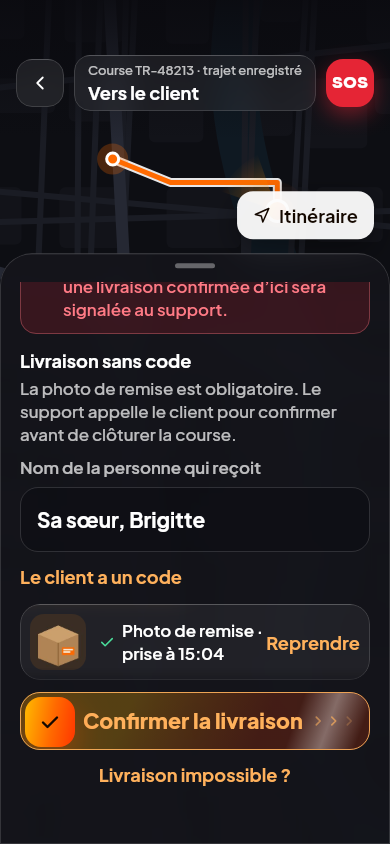 Course TR-48213 · trajet enregistré
Vers le client
SOS
Itinéraire
une livraison confirmée d'ici sera
signalée au support.
Livraison sans code
La photo de remise est obligatoire. Le
support appelle le client pour confirmer
avant de clôturer la course.
Nom de la personne qui reçoit
Sa sœur, Brigitte
Le client a un code
Photo de remise ·
prise à 15:04
Reprendre
Confirmer la livraison
Livraison impossible ?